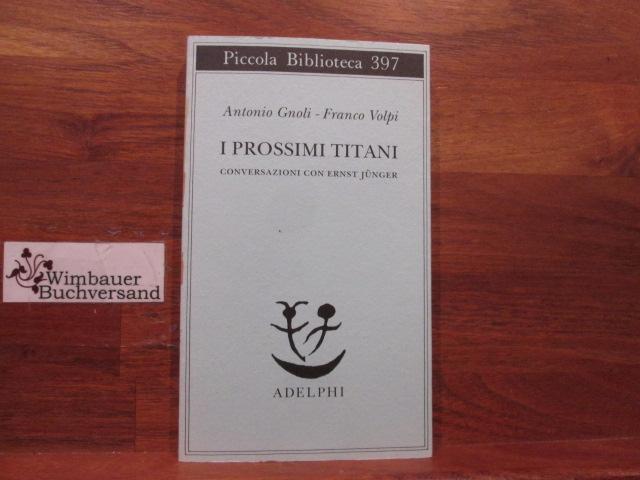 Piccola Biblioteca 397
Antonio Gnoli - Franco Volpi
I PROSSIMI TITANI
CONVERSAZIONI CON ERNST JÜNGER
ADELPHI
Wimbauer
Buchversand